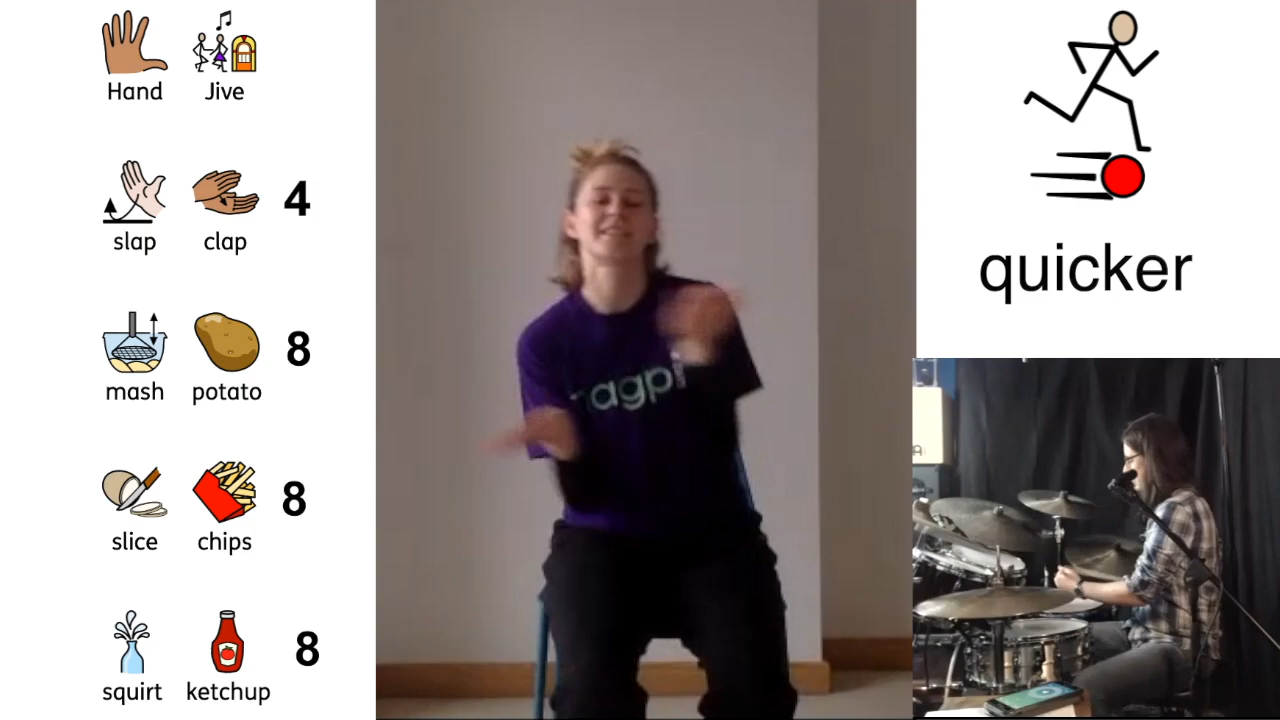 Hand Jive
slap clap 4
mash potato 8
slice chips 8
squirt ketchup 8
quicker